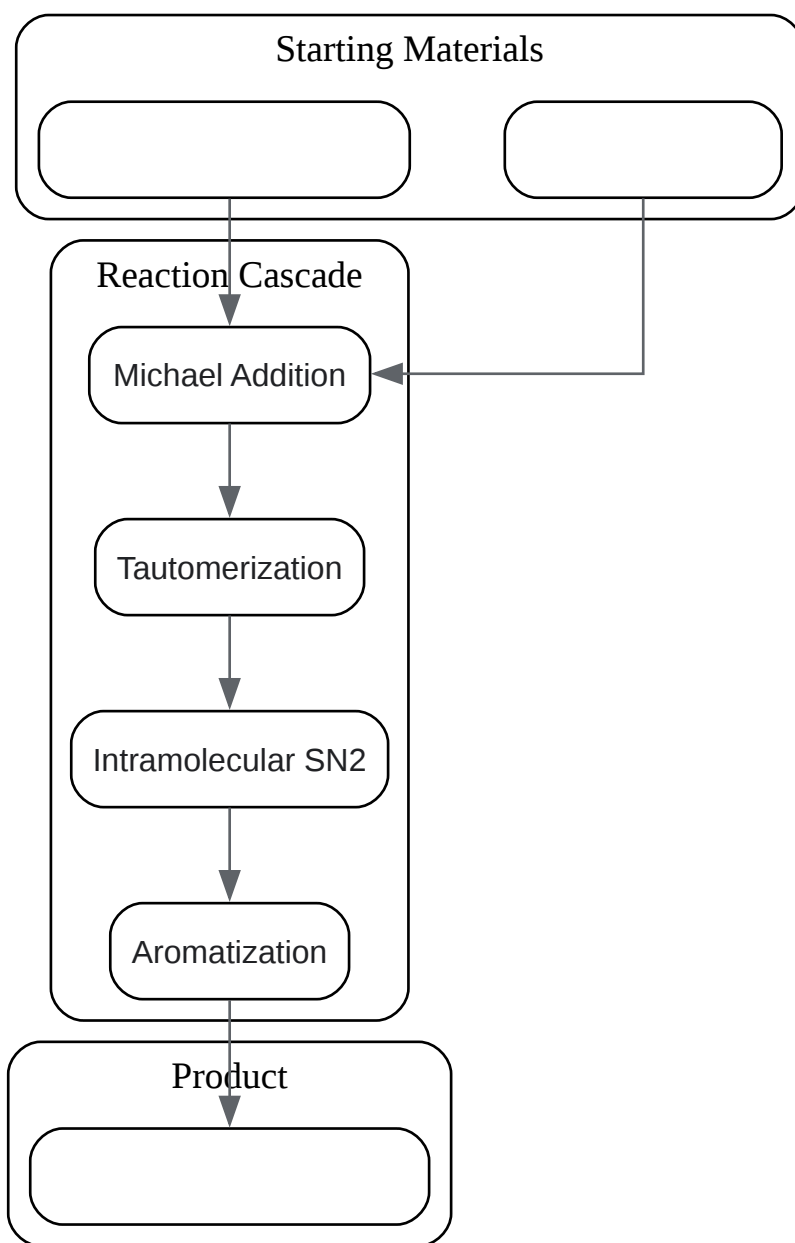 Starting Materials
Reaction Cascade
Michael Addition
Tautomerization
Intramolecular SN2
Aromatization
Product